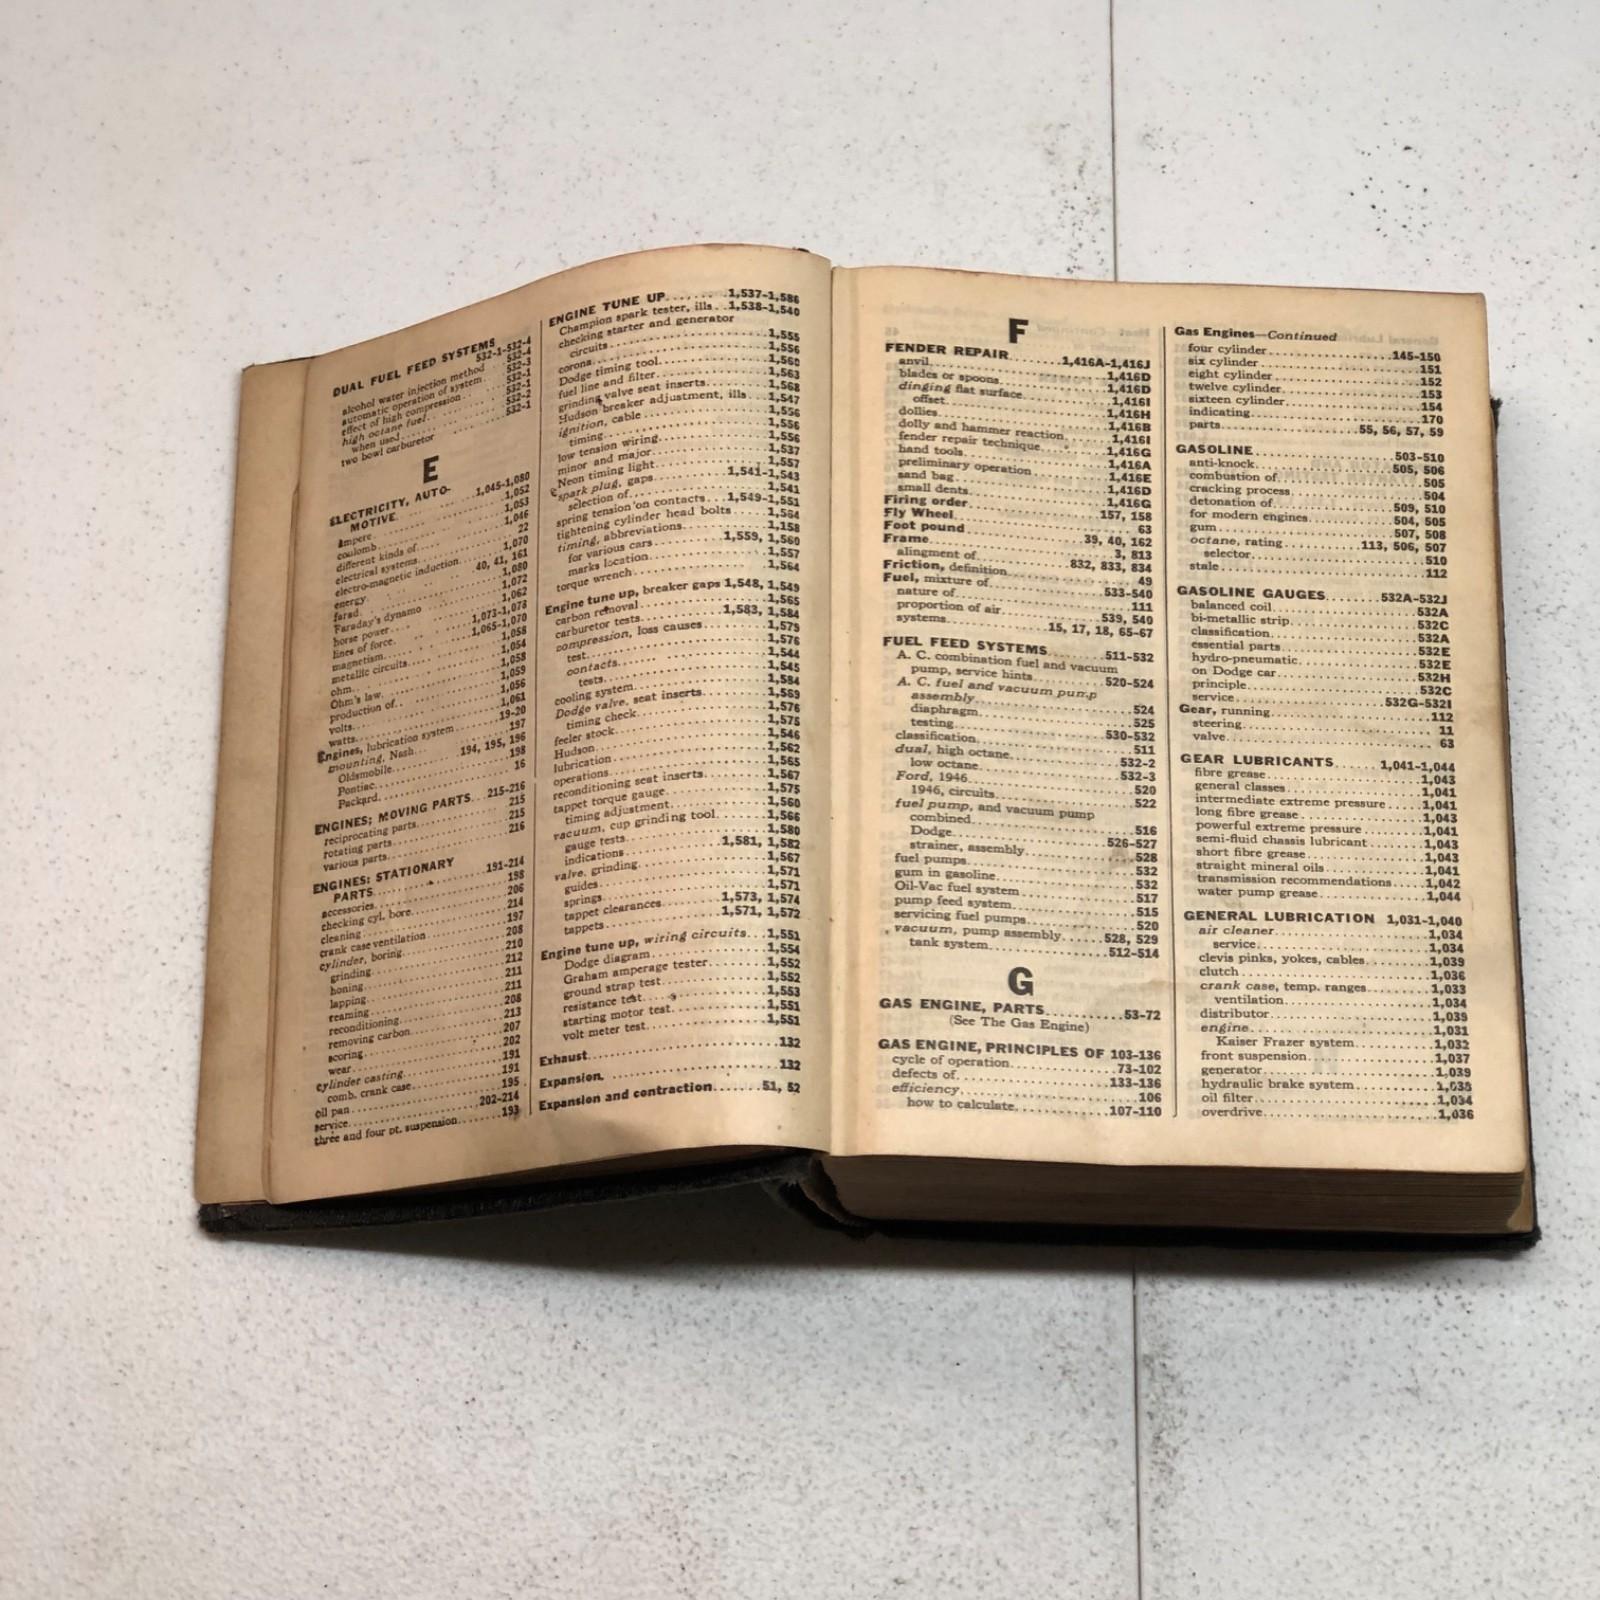 DUAL FUEL FEED SYSTEMS
532-1-532-4
alcohol water injection method 532-4
automatic operation of system 532-3
effect of high compression 532-1
high octane fuel 532-1
when used 532-2
two bowl carburetor 532-1
E
ELECTRICITY, AUTO-
MOTIVE 1,045-1,080
ampere 1,052
coulomb 1,053
different kinds of 1,046
electrical systems 22
electro-magnetic induction 1,070
energy 40, 41, 161
farad 1,080
Faraday's dynamo 1,072
horse power 1,062
lines of force 1,073-1,078
magnetism 1,065-1,070
metallic circuits 1,058
ohm 1,054
Ohm's law 1,058
production of 1,059
volts 1,056
watts 1,061
Engines, lubrication system 19-20
mounting, Nash 197
Oldsmobile 194, 195, 196
Pontiac 198
Packard 16
ENGINES; MOVING PARTS 215-216
reciprocating parts 215
rotating parts 215
various parts 216
ENGINES: STATIONARY
PARTS 191-214
accessories 198
checking cyl. bore 206
cleaning 214
crank case ventilation 197
cylinder, boring 208
grinding 210
honing 212
lapping 211
reaming 211
reconditioning 208
removing carbon 213
scoring 207
wear 202
cylinder casting 191
comb. crank case 191
oil pan 195
service 202-214
three and four pt. suspension 193
ENGINE TUNE UP 1,537-1,586
Champion spark tester, ills. 1,538-1,540
checking starter and generator
circuits 1,555
corona 1,556
Dodge timing tool 1,560
fuel line and filter 1,563
grinding valve seat inserts 1,568
Hudson breaker adjustment, ills 1,547
ignition, cable 1,556
timing 1,556
low tension wiring 1,556
minor and major 1,537
Neon timing light 1,557
spark plug, gaps 1,541-1,543
selection of 1,541
spring tension on contacts 1,549-1,551
tightening cylinder head bolts 1,564
timing, abbreviations 1,158
for various cars 1,559, 1,560
marks location 1,557
torque wrench 1,564
Engine tune up, breaker gaps 1,548, 1,549
carbon removal 1,565
carburetor tests 1,583, 1,584
compression, loss causes 1,579
test 1,576
contacts 1,544
tests 1,545
cooling system 1,584
Dodge valve, seat inserts 1,569
timing check 1,576
feeler stock 1,575
Hudson 1,546
lubrication 1,562
operations 1,565
reconditioning seat inserts 1,567
tappet torque gauge 1,575
timing adjustment 1,560
vacuum, cup grinding tool 1,566
gauge tests 1,580
indications 1,581, 1,582
valve, grinding 1,567
guides 1,571
springs 1,571
tappet clearances 1,573, 1,574
tappets 1,571, 1,572
Engine tune up, wiring circuits 1,551
Dodge diagram 1,554
Graham amperage tester 1,552
ground strap test 1,552
resistance test 1,553
starting motor test 1,551
volt meter test 1,551
Exhaust 132
Expansion 132
Expansion and contraction 51, 52
F
FENDER REPAIR 1,416A-1,416J
anvil 1,416D
blades or spoons 1,416D
dinging flat surface 1,416I
offset 1,416H
dollies 1,416B
dolly and hammer reaction 1,416I
fender repair technique 1,416G
hand tools 1,416A
preliminary operation 1,416E
sand bag 1,416D
small dents 1,416G
Firing order 157, 158
Fly Wheel 63
Foot pound 39, 40, 162
Frame 3, 813
alingment of 832, 833, 834
Friction, definition 49
Fuel, mixture of 533-540
nature of 111
proportion of air 539, 540
systems 15, 17, 18, 65-67
FUEL FEED SYSTEMS 511-532
A. C. combination fuel and vacuum
pump, service hints 520-524
A. C. fuel and vacuum pump
assembly 524
diaphragm 525
testing 530-532
classification 511
dual, high octane 532-2
low octane 532-3
Ford, 1946 520
1946, circuits 522
fuel pump, and vacuum pump
combined 516
Dodge 526-527
strainer, assembly 528
fuel pumps 532
gum in gasoline 532
Oil-Vac fuel system 517
pump feed system 515
servicing fuel pumps 520
vacuum, pump assembly 528, 529
tank system 512-514
G
GAS ENGINE, PARTS 53-72
(See The Gas Engine)
GAS ENGINE, PRINCIPLES OF 103-136
cycle of operation 73-102
defects of 133-136
efficiency 106
how to calculate 107-110
Gas Engines—Continued
four cylinder 145-150
six cylinder 151
eight cylinder 152
twelve cylinder 153
sixteen cylinder 154
indicating 170
parts 55, 56, 57, 59
GASOLINE 503-510
anti-knock 505, 506
combustion of 505
cracking process 504
detonation of 509, 510
for modern engines 504, 505
gum 507, 508
octane, rating 113, 506, 507
selector 510
stale 112
GASOLINE GAUGES 532A-532J
balanced coil 532A
bi-metallic strip 532C
classification 532A
essential parts 532E
hydro-pneumatic 532E
on Dodge car 532H
principle 532C
service 532G-532I
Gear, running 112
steering 11
valve 63
GEAR LUBRICANTS 1,041-1,044
fibre grease 1,043
general classes 1,041
intermediate extreme pressure 1,041
long fibre grease 1,043
powerful extreme pressure 1,041
semi-fluid chassis lubricant 1,043
short fibre grease 1,043
straight mineral oils 1,041
transmission recommendations 1,042
water pump grease 1,044
GENERAL LUBRICATION 1,031-1,040
air cleaner 1,034
service 1,034
clevis pinks, yokes, cables 1,039
clutch 1,036
crank case, temp. ranges 1,033
ventilation 1,034
distributor 1,039
engine 1,031
Kaiser Frazer system 1,032
front suspension 1,037
generator 1,039
hydraulic brake system 1,038
oil filter 1,034
overdrive 1,036